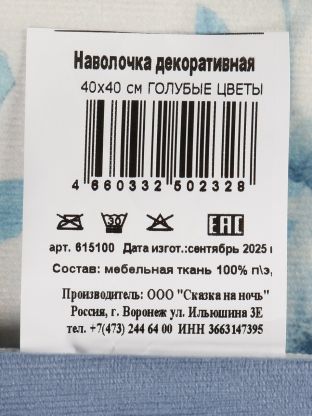 Наволочка декоративная
40х40 см ГОЛУБЫЕ ЦВЕТЫ
4 660332 502328
30
EAC
арт. 615100 Дата изгот.:сентябрь 2025 г
Состав: мебельная ткань 100% п\э,
Производитель: ООО "Сказка на ночь"
Россия, г. Воронеж ул. Ильюшина 3Е
тел. +7(473) 244 64 00 ИНН 3663147395